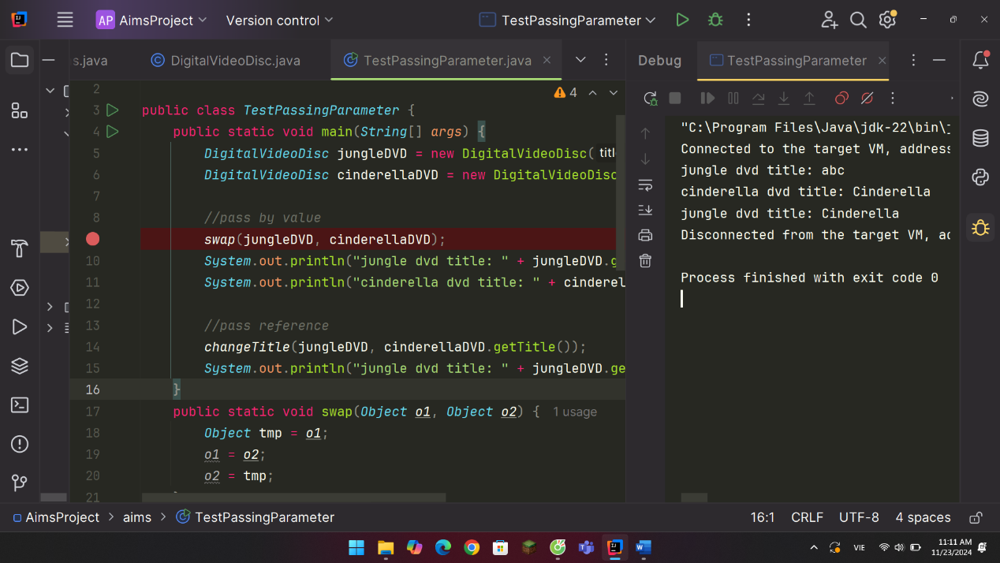 AP AimsProject Version control TestPassingParameter
s.java DigitalVideoDisc.java TestPassingParameter.java
4
2
3 public class TestPassingParameter {
4 public static void main(String[] args) {
5 DigitalVideoDisc jungleDVD = new DigitalVideoDisc( titl
6 DigitalVideoDisc cinderellaDVD = new DigitalVideoDisc
7
8 //pass by value
swap(jungleDVD, cinderellaDVD);
10 System.out.println("jungle dvd title: " + jungleDVD.g
11 System.out.println("cinderella dvd title: " + cinderel
12
13 //pass reference
14 changeTitle(jungleDVD, cinderellaDVD.getTitle());
15 System.out.println("jungle dvd title: " + jungleDVD.ge
16 }
17 public static void swap(Object o1, Object o2) { 1 usage
18 Object tmp = o1;
19 o1 = o2;
20 o2 = tmp;
21
Debug TestPassingParameter
"C:\Program Files\Java\jdk-22\bin\j
Connected to the target VM, address
jungle dvd title: abc
cinderella dvd title: Cinderella
jungle dvd title: Cinderella
Disconnected from the target VM, ad
Process finished with exit code 0
AimsProject > aims > TestPassingParameter
16:1 CRLF UTF-8 4 spaces
VIE
11:11 AM
11/23/2024